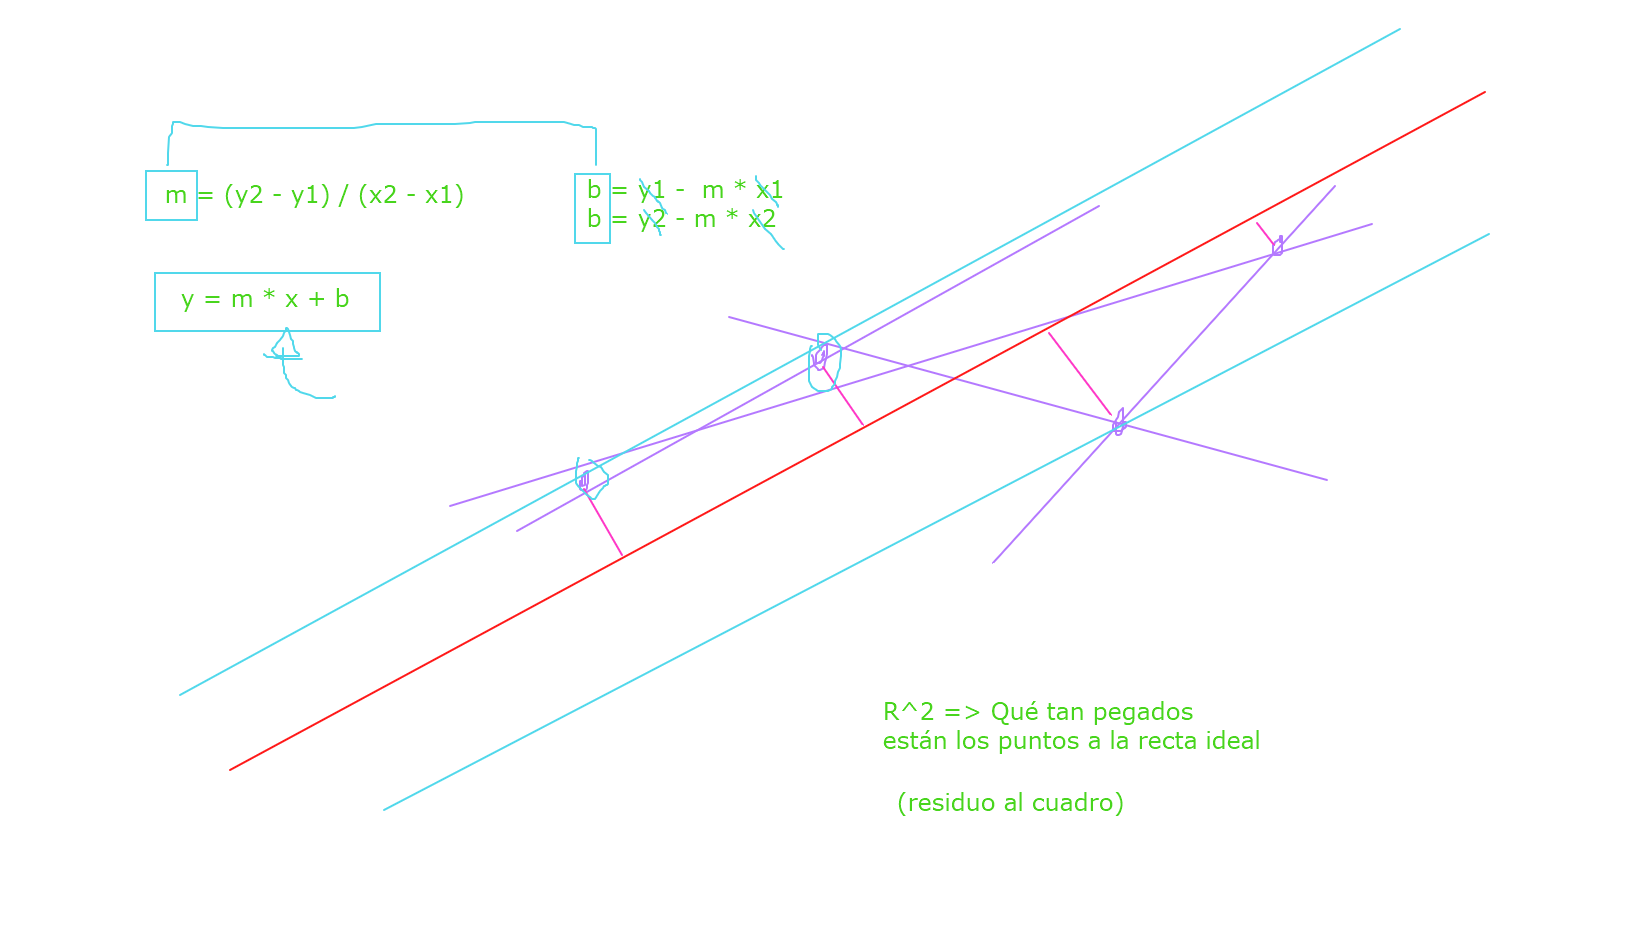 m = (y2 - y1) / (x2 - x1)
b = y1 - m * x1
b = y2 - m * x2
y = m * x + b
R^2 => Qué tan pegados
están los puntos a la recta ideal
(residuo al cuadro)